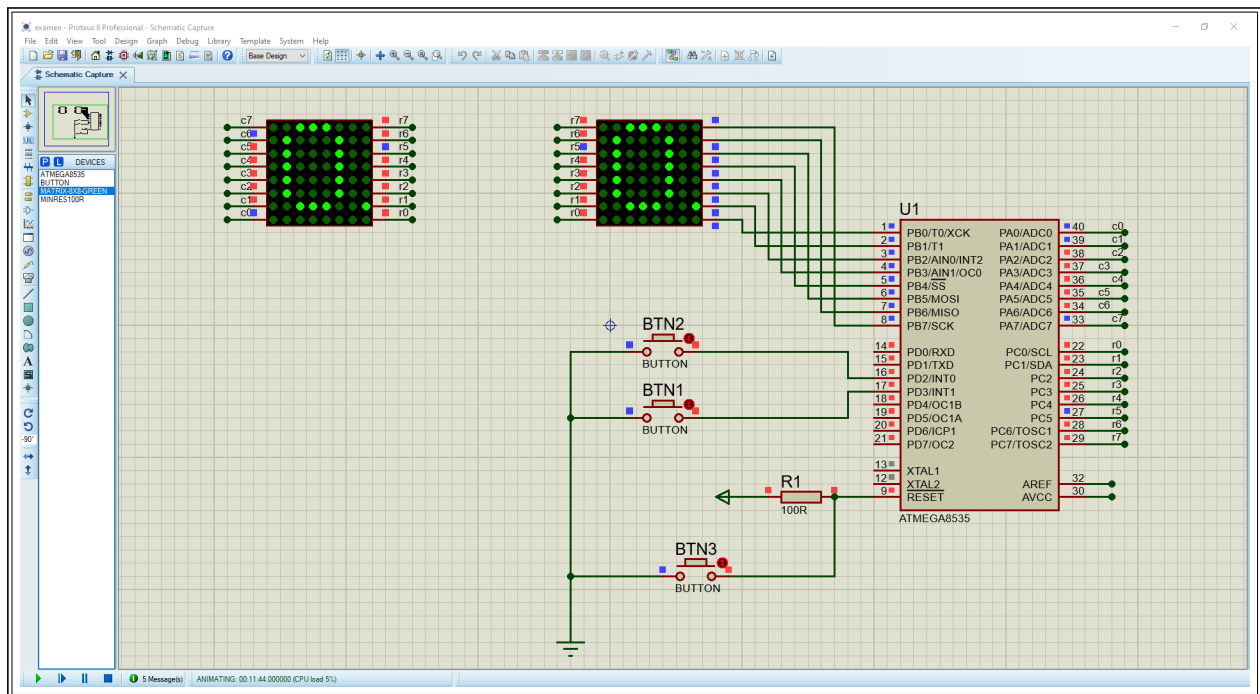 examen - Proteus 8 Professional - Schematic Capture
File Edit View Tool Design Graph Debug Library Template System Help
Base Design
Schematic Capture
P L DEVICES
ATMEGA8535
BUTTON
MATRIX-8X8-GREEN
MINRES100R
LBL
A
-90°
c7 r7 r7
c6 r6 r6
c5 r5 r5
c4 r4 r4
c3 r3 r3
c2 r2 r2
c1 r1 r1
c0 r0 r0
U1
1 PB0/T0/XCK PA0/ADC0 40 c0
2 PB1/T1 PA1/ADC1 39 c1
3 PB2/AIN0/INT2 PA2/ADC2 38 c2
4 PB3/AIN1/OC0 PA3/ADC3 37 c3
5 PB4/SS PA4/ADC4 36 c4
6 PB5/MOSI PA5/ADC5 35 c5
7 PB6/MISO PA6/ADC6 34 c6
8 PB7/SCK PA7/ADC7 33 c7
14 PD0/RXD PC0/SCL 22 r0
15 PD1/TXD PC1/SDA 23 r1
16 PD2/INT0 PC2 24 r2
17 PD3/INT1 PC3 25 r3
18 PD4/OC1B PC4 26 r4
19 PD5/OC1A PC5 27 r5
20 PD6/ICP1 PC6/TOSC1 28 r6
21 PD7/OC2 PC7/TOSC2 29 r7
13 XTAL1
12 XTAL2 AREF 32
9 RESET AVCC 30
ATMEGA8535
BTN2
BUTTON
BTN1
BUTTON
R1
100R
BTN3
BUTTON
5 Message(s) ANIMATING: 00:11:44.000000 (CPU load 5%)